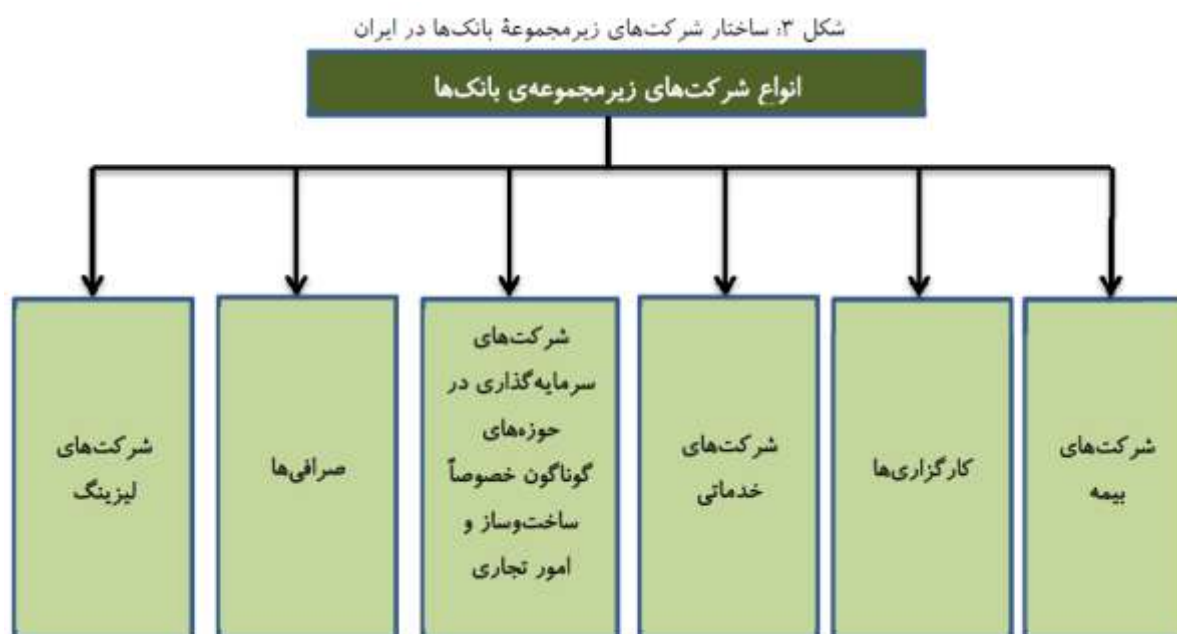 شکل ۳: ساختار شرکت‌های زیرمجموعهٔ بانک‌ها در ایران
انواع شرکت‌های زیرمجموعه‌ی بانک‌ها
شرکت‌های
بیمه
کارگزاری‌ها
شرکت‌های
خدماتی
شرکت‌های
سرمایه‌گذاری در
حوزه‌های
گوناگون خصوصاً
ساخت‌وساز و
امور تجاری
صرافی‌ها
شرکت‌های
لیزینگ